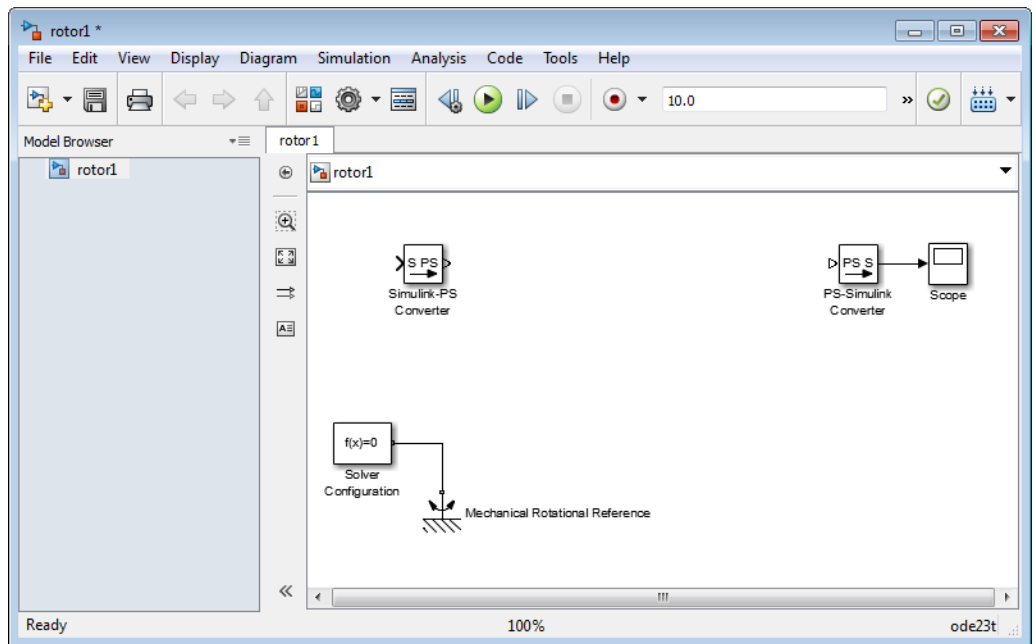 rotor1 *
File Edit View Display Diagram Simulation Analysis Code Tools Help
10.0 »
Model Browser
rotor1
rotor1
rotor1
S PS
Simulink-PS
Converter
PS S
PS-Simulink
Converter
Scope
f(x)=0
Solver
Configuration
Mechanical Rotational Reference
Ready 100% ode23t